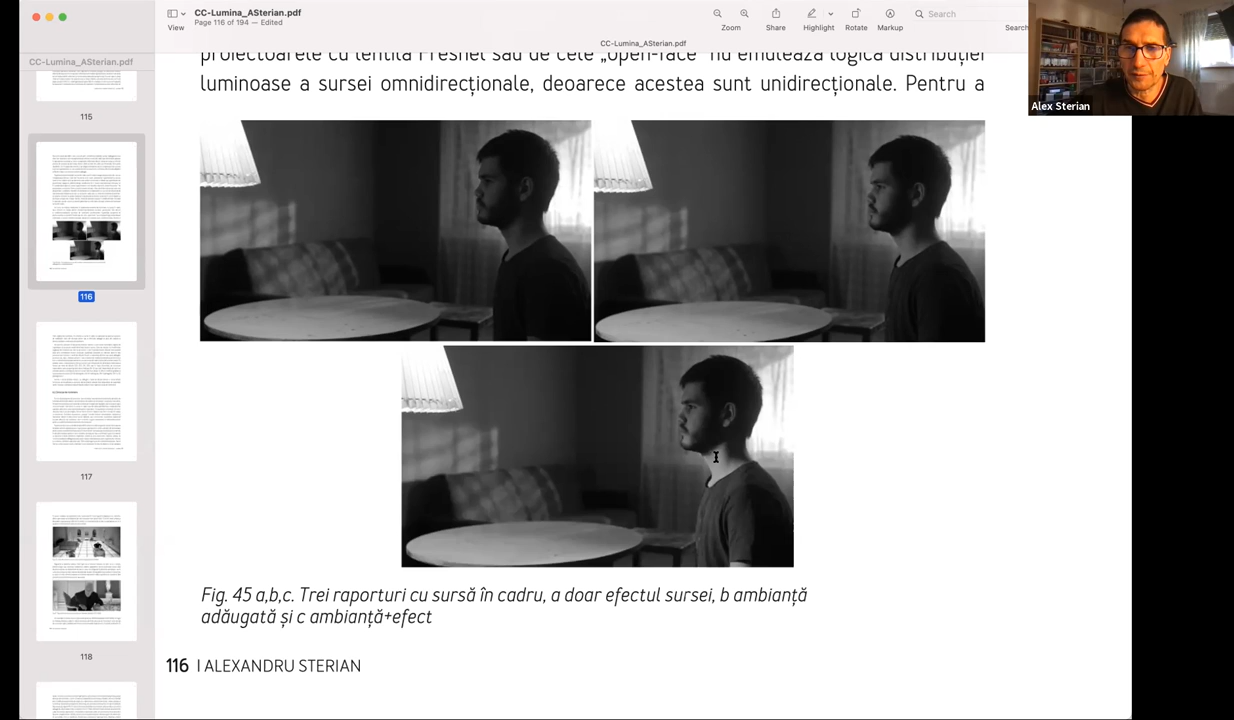 CC-Lumina_ASterian.pdf
Page 116 of 194 – Edited
View
Zoom
Share
Highlight
Rotate
Markup
Search
Search
CC-Lumina_ASterian.pdf
CC-Lumina_ASterian.pdf
Alex Sterian
115
116
117
118
proiectoarele cu lentilă Fresnel sau de cele „open-face” nu emulează logica distribuției
luminoase a sursei omnidirecționale, deoarece acestea sunt unidirecționale. Pentru a
Fig. 45 a,b,c. Trei raporturi cu sursă în cadru, a doar efectul sursei, b ambianță
adăugată și c ambianță+efect
116 I ALEXANDRU STERIAN